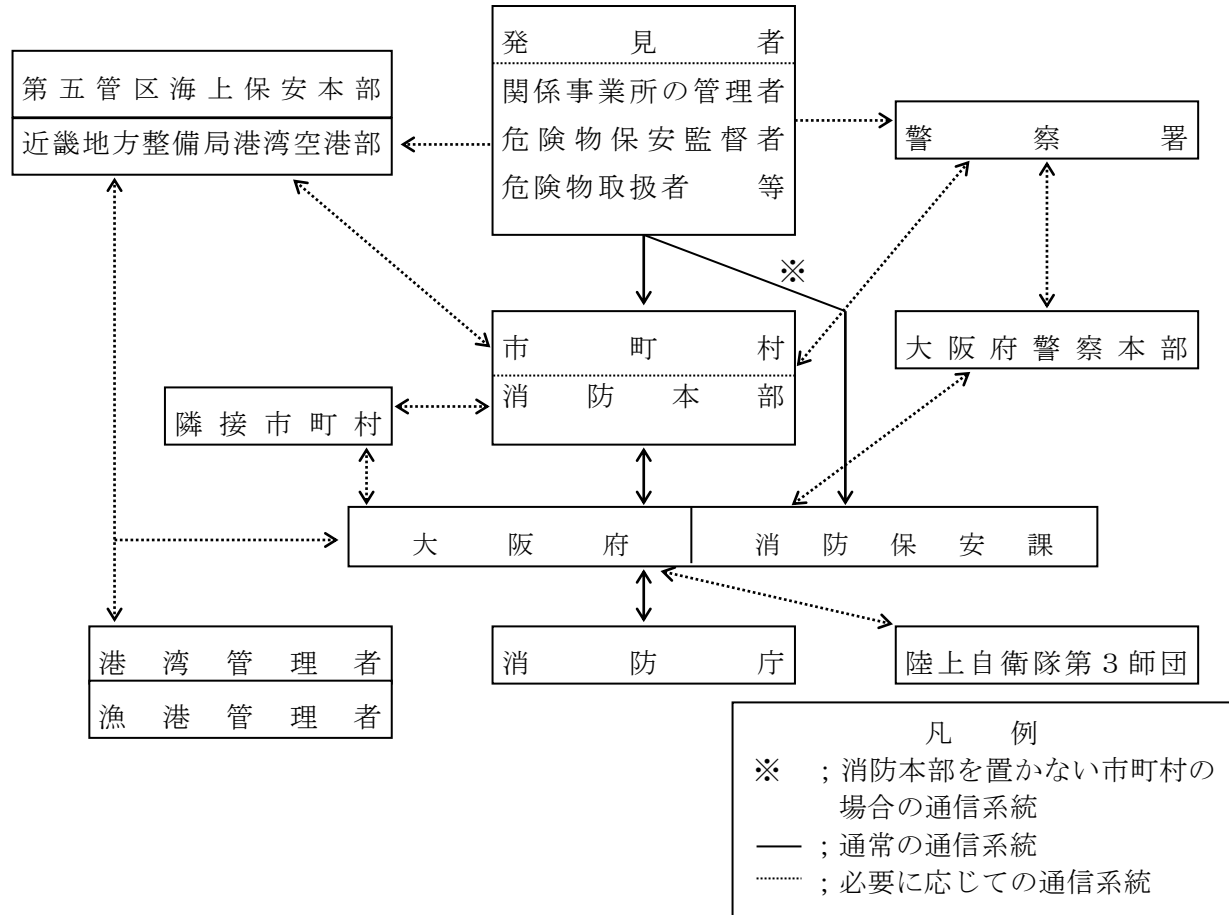 発見者
関係事業所の管理者
危険物保安監督者
危険物取扱者 等
第五管区海上保安本部
近畿地方整備局港湾空港部
警察署
※
市町村
消防本部
大阪府警察本部
隣接市町村
大阪府 消防保安課
港湾管理者
漁港管理者
消防庁
陸上自衛隊第3師団
凡 例
※ ;消防本部を置かない市町村の
場合の通信系統
;通常の通信系統
;必要に応じての通信系統